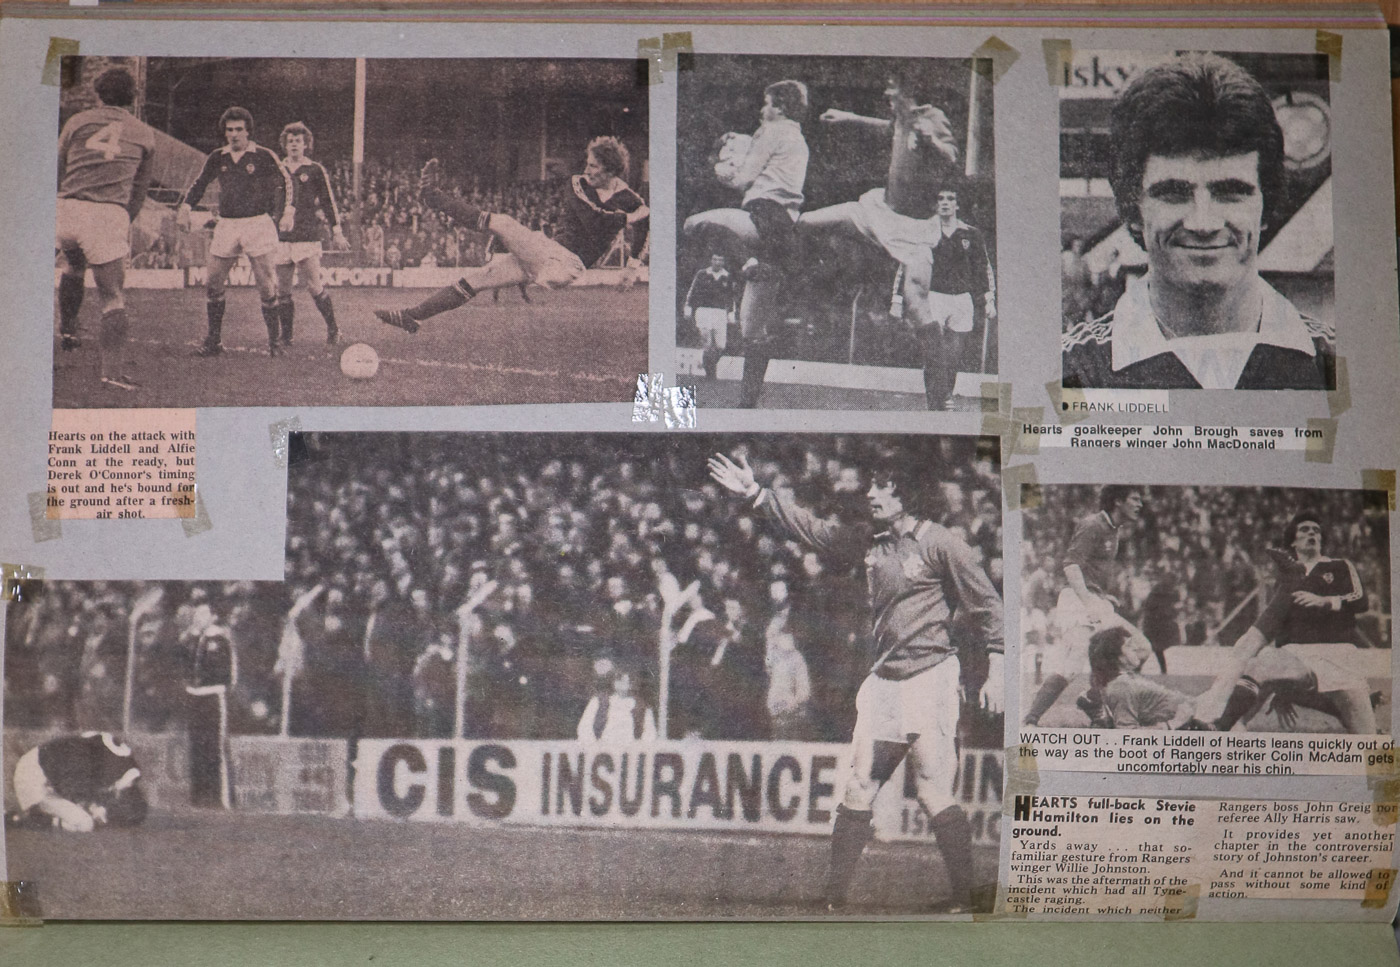 4
isky
FRANK LIDDELL
Hearts goalkeeper John Brough saves from
Rangers winger John MacDonald
Hearts on the attack with
Frank Liddell and Alfie
Conn at the ready, but
Derek O'Connor's timing
is out and he's bound for
the ground after a fresh-
air shot.
CIS INSURANCE
WATCH OUT . . Frank Liddell of Hearts leans quickly out of
the way as the boot of Rangers striker Colin McAdam gets
uncomfortably near his chin.
HEARTS full-back Stevie
Hamilton lies on the
ground.
Yards away . . . that so-
familiar gesture from Rangers
winger Willie Johnston.
This was the aftermath of the
incident which had all Tyne-
castle raging.
The incident which neither
Rangers boss John Greig nor
referee Ally Harris saw.
It provides yet another
chapter in the controversial
story of Johnston's career.
And it cannot be allowed to
pass without some kind of
action.